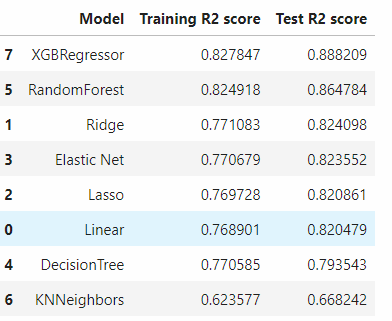 Model Training R2 score Test R2 score
7 XGBRegressor 0.827847 0.888209
5 RandomForest 0.824918 0.864784
1 Ridge 0.771083 0.824098
3 Elastic Net 0.770679 0.823552
2 Lasso 0.769728 0.820861
0 Linear 0.768901 0.820479
4 DecisionTree 0.770585 0.793543
6 KNNeighbors 0.623577 0.668242